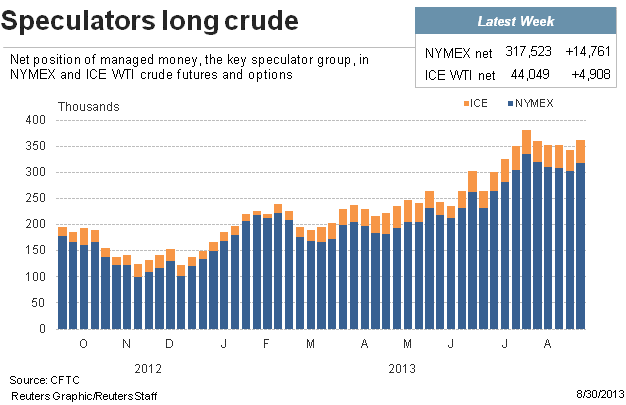 Speculators long crude
Net position of managed money, the key speculator group, in
NYMEX and ICE WTI crude futures and options
Latest Week
NYMEX net 317,523 +14,761
ICE WTI net 44,049 +4,908
Thousands
ICE NYMEX
400
350
300
250
200
150
100
50
0
O N D J F M A M J J A
2012 2013
Source: CFTC
Reuters Graphic/Reuters Staff
8/30/2013